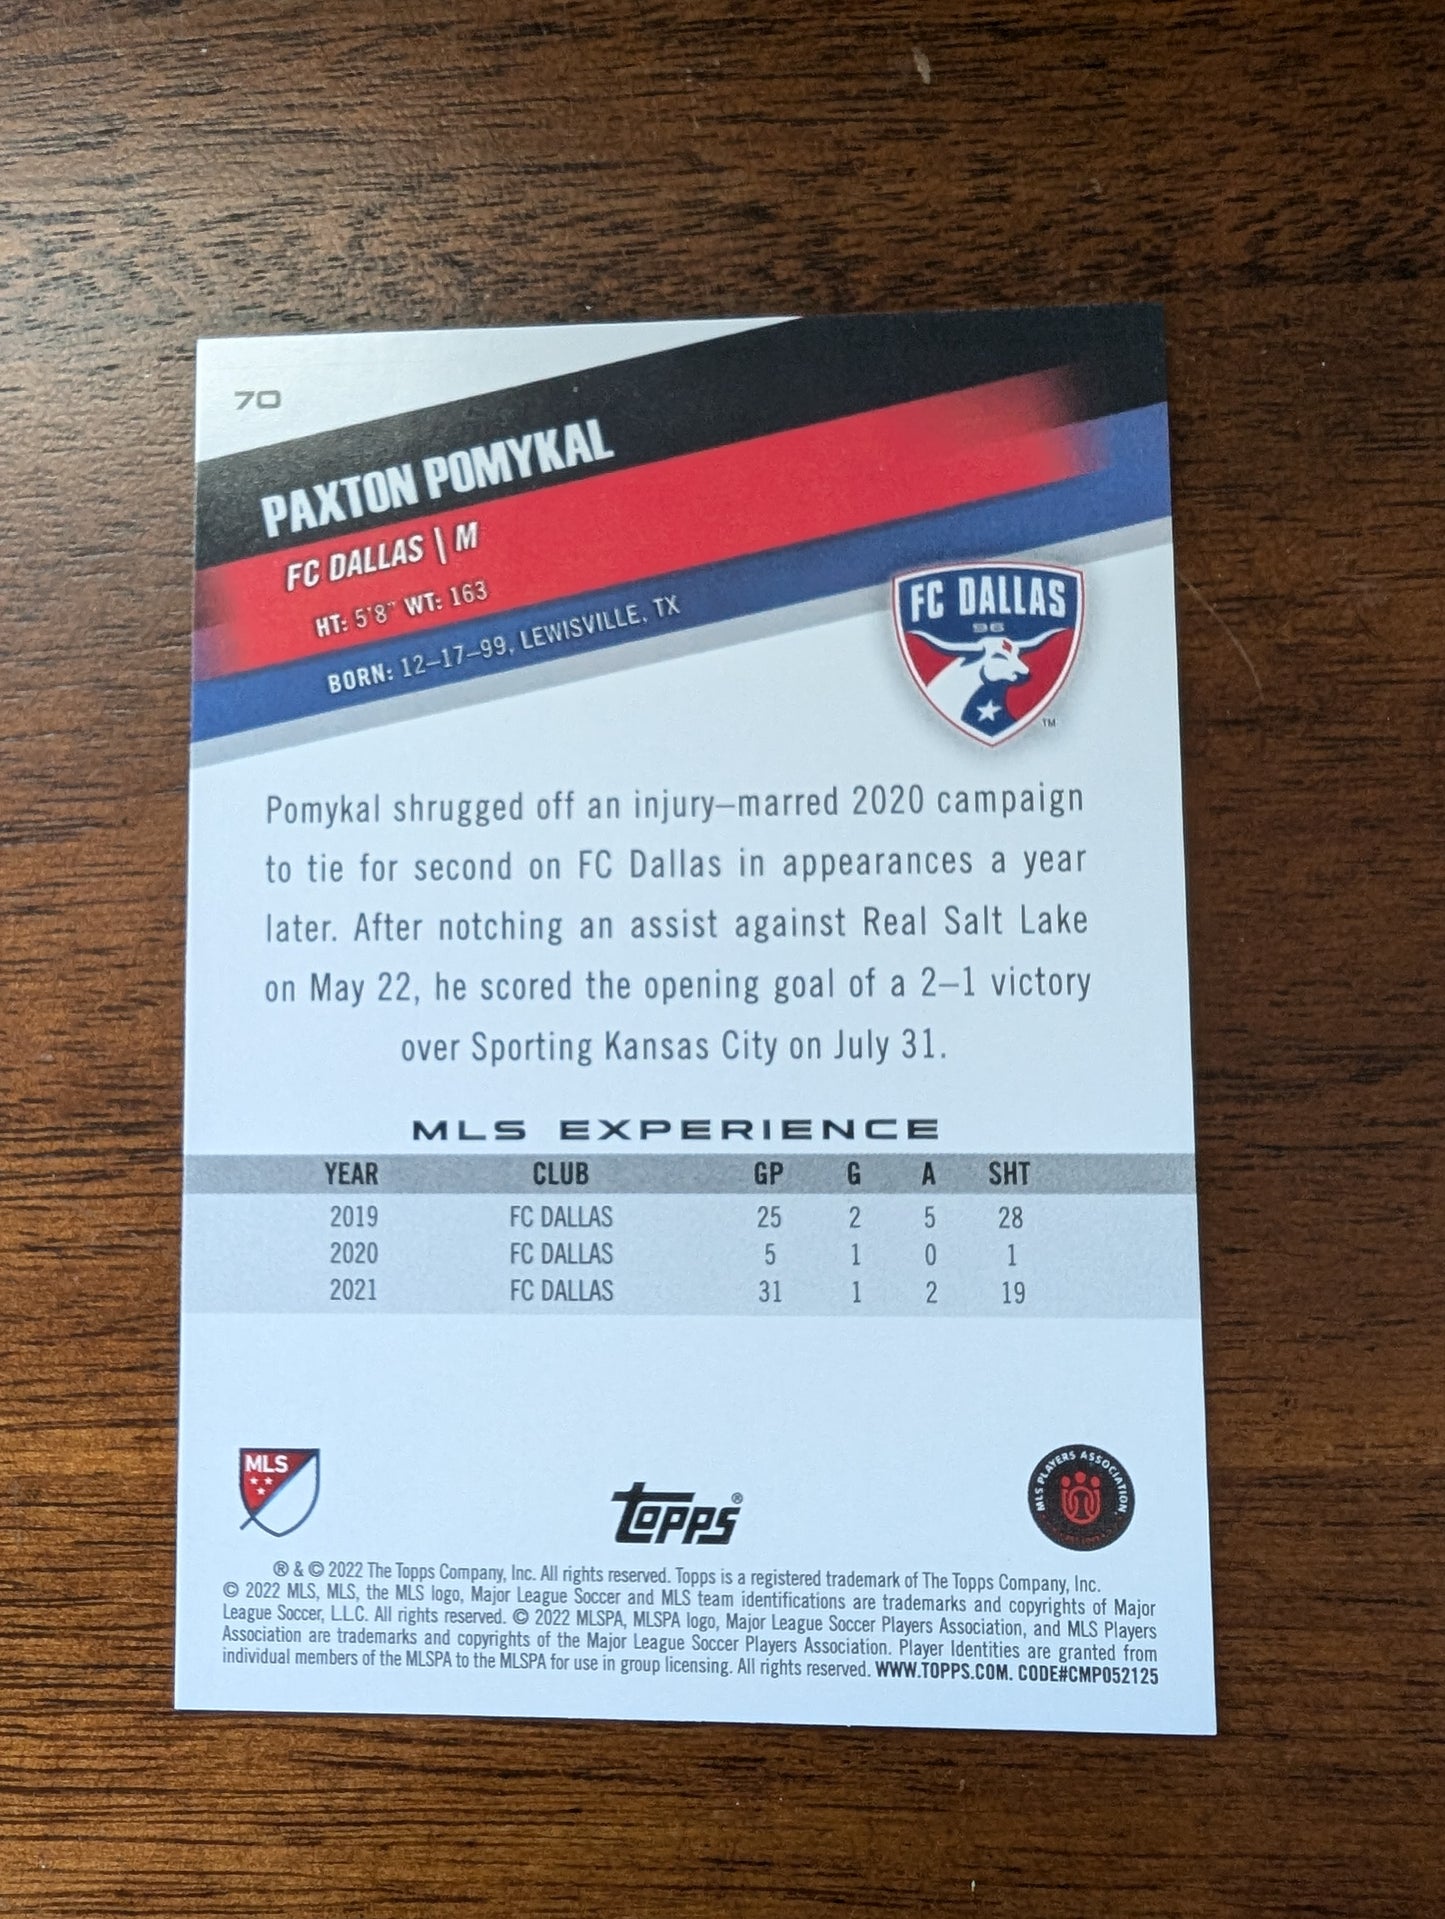 70
PAXTON POMYKAL
FC DALLAS \ M
HT: 5'8" WT: 163
BORN: 12–17–99, LEWISVILLE, TX
FC DALLAS
96
TM
Pomykal shrugged off an injury–marred 2020 campaign
to tie for second on FC Dallas in appearances a year
later. After notching an assist against Real Salt Lake
on May 22, he scored the opening goal of a 2–1 victory
over Sporting Kansas City on July 31.
MLS EXPERIENCE
YEAR CLUB GP G A SHT
2019 FC DALLAS 25 2 5 28
2020 FC DALLAS 5 1 0 1
2021 FC DALLAS 31 1 2 19
MLS
topps®
MLS PLAYERS ASSOCIATION
® & © 2022 The Topps Company, Inc. All rights reserved. Topps is a registered trademark of The Topps Company, Inc.
© 2022 MLS, MLS, the MLS logo, Major League Soccer and MLS team identifications are trademarks and copyrights of Major
League Soccer, L.L.C. All rights reserved. © 2022 MLSPA, MLSPA logo, Major League Soccer Players Association, and MLS Players
Association are trademarks and copyrights of the Major League Soccer Players Association. Player Identities are granted from
individual members of the MLSPA to the MLSPA for use in group licensing. All rights reserved. WWW.TOPPS.COM. CODE#CMP052125